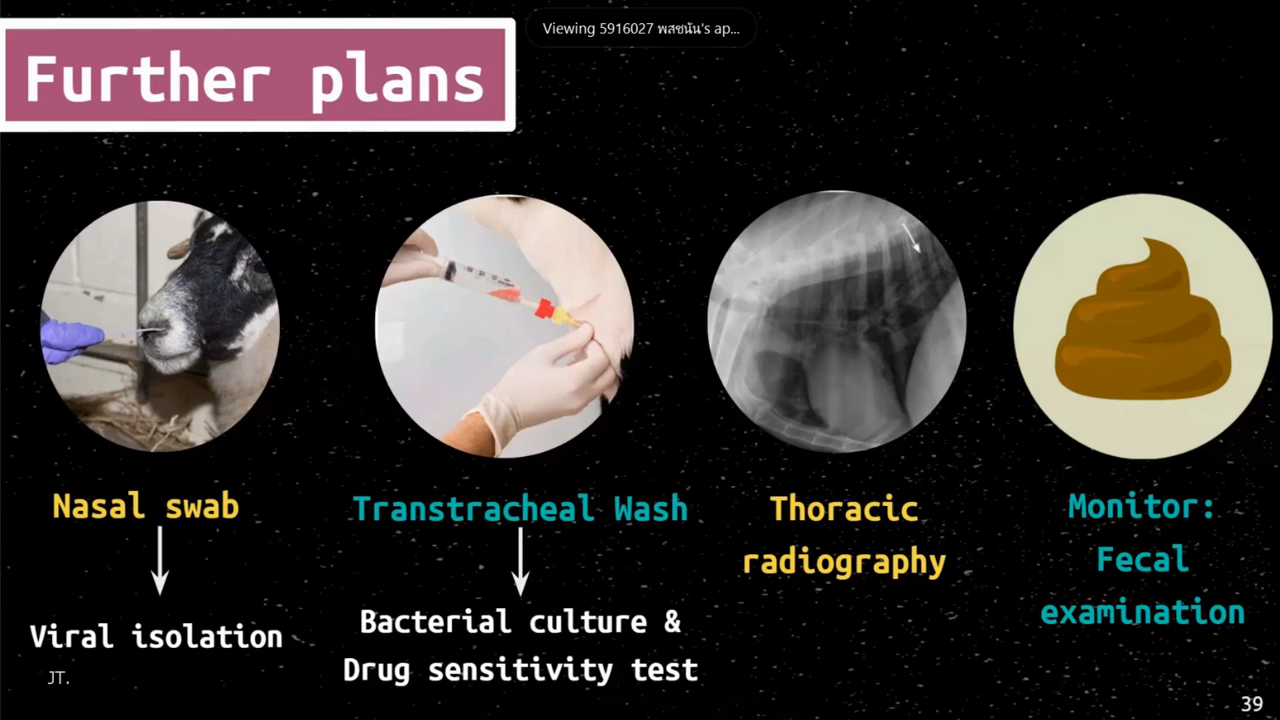 Viewing 5916027 พสชนัน's ap...
Further plans
Nasal swab
Viral isolation
Transtracheal Wash
Bacterial culture &
Drug sensitivity test
Thoracic
radiography
Monitor:
Fecal
examination
JT.
39